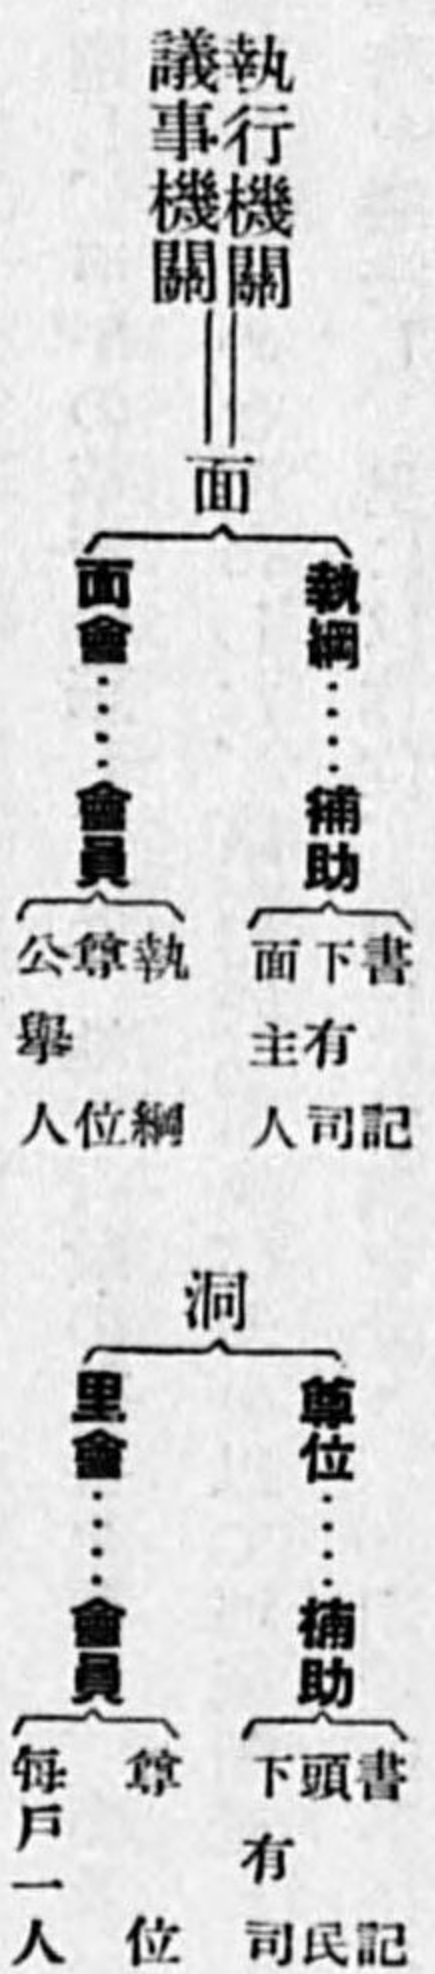 執行機關
議事機關
面
執綱……補助
書記
下有司
面主人
面會……會員
執綱
尊位
公擧人
洞
尊位……補助
書記
頭民
下有司
里會……會員
尊位
每戶一人